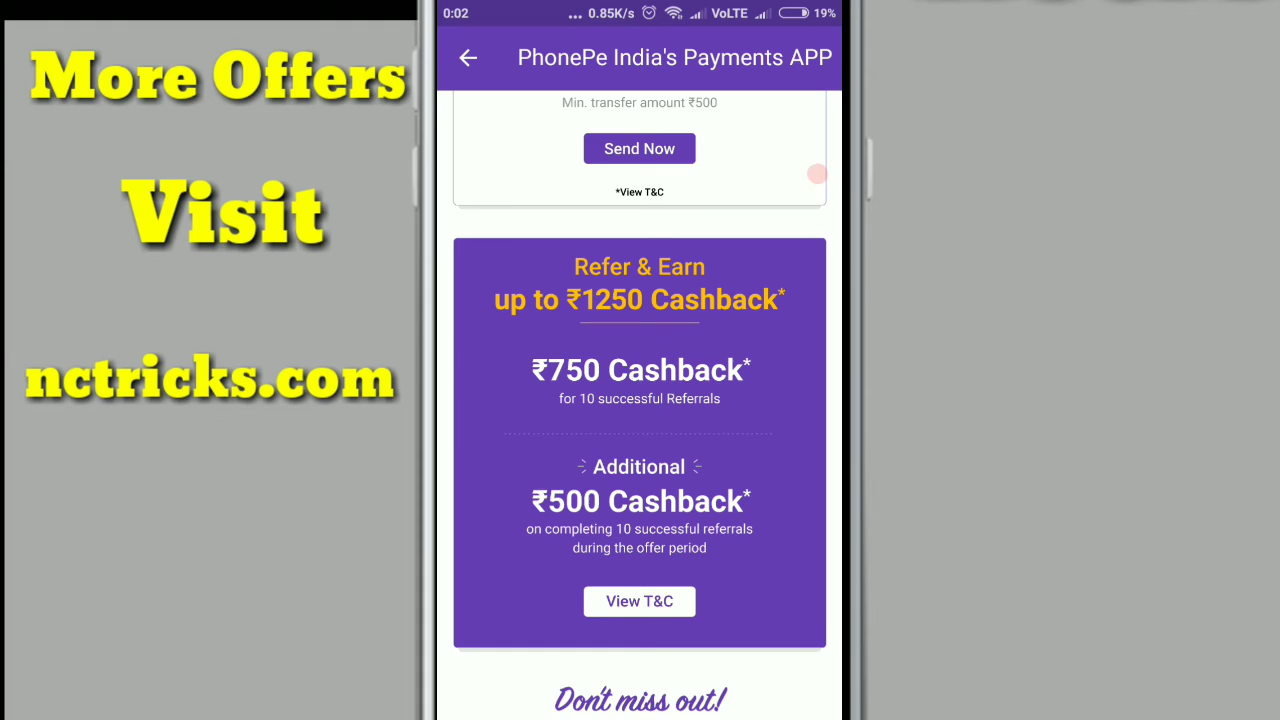 More Offers
Visit
nctricks.com
0:02
... 0.85K/s VoLTE 19%
PhonePe India's Payments APP
Min. transfer amount ₹500
Send Now
*View T&C
Refer & Earn
up to ₹1250 Cashback*
₹750 Cashback*
for 10 successful Referrals
Additional
₹500 Cashback*
on completing 10 successful referrals
during the offer period
View T&C
Don't miss out!